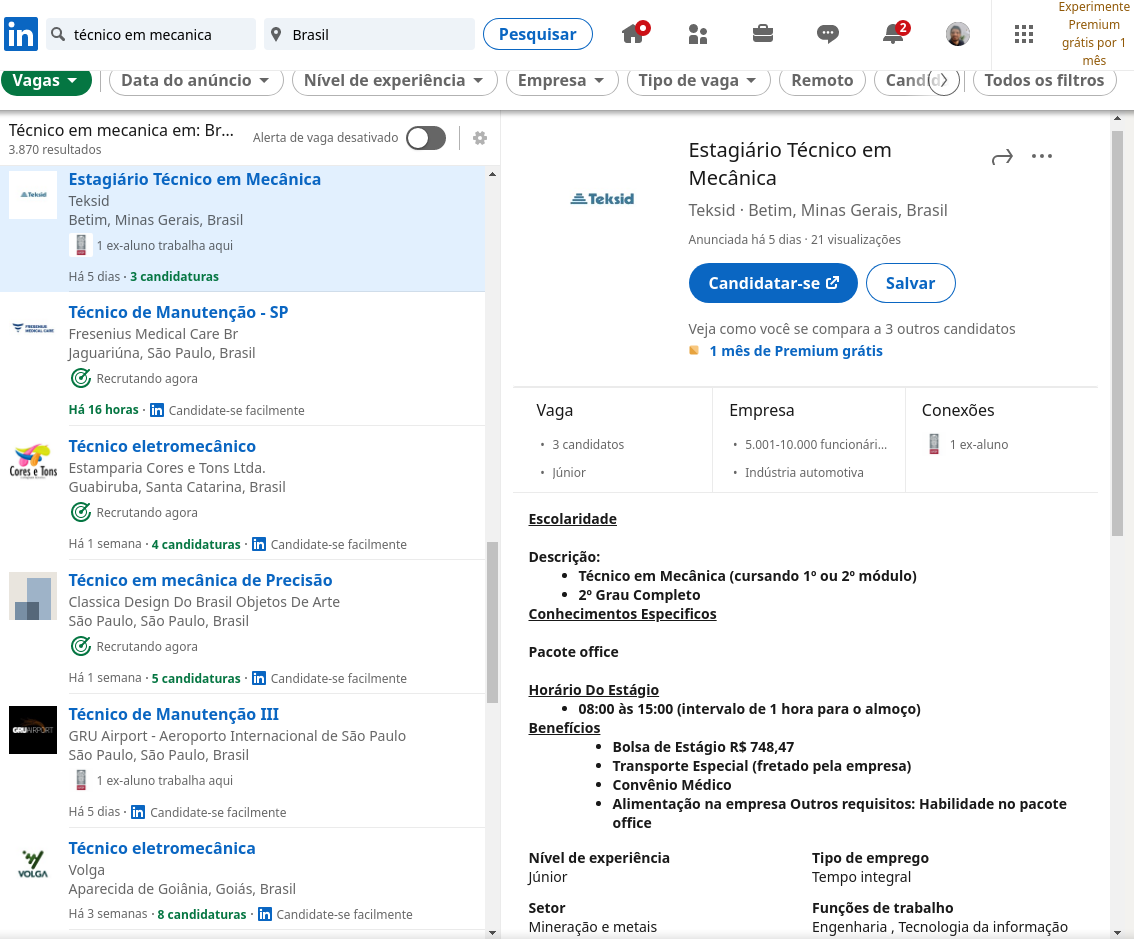 in
técnico em mecanica
Brasil
Pesquisar
2
Experimente
Premium
grátis por 1
mês
Vagas
Data do anúncio
Nível de experiência
Empresa
Tipo de vaga
Remoto
Candid
Todos os filtros
Técnico em mecanica em: Br...
3.870 resultados
Alerta de vaga desativado
Teksid
Estagiário Técnico em Mecânica
Teksid
Betim, Minas Gerais, Brasil
1 ex-aluno trabalha aqui
Há 5 dias · 3 candidaturas
FRESENIUS
MEDICAL CARE
Técnico de Manutenção - SP
Fresenius Medical Care Br
Jaguariúna, São Paulo, Brasil
Recrutando agora
Há 16 horas · in Candidate-se facilmente
Cores e Tons
Técnico eletromecânico
Estamparia Cores e Tons Ltda.
Guabiruba, Santa Catarina, Brasil
Recrutando agora
Há 1 semana · 4 candidaturas · in Candidate-se facilmente
Técnico em mecânica de Precisão
Classica Design Do Brasil Objetos De Arte
São Paulo, São Paulo, Brasil
Recrutando agora
Há 1 semana · 5 candidaturas · in Candidate-se facilmente
GRUAIRPORT
Técnico de Manutenção III
GRU Airport - Aeroporto Internacional de São Paulo
São Paulo, São Paulo, Brasil
1 ex-aluno trabalha aqui
Há 5 dias · in Candidate-se facilmente
VOLGA
Técnico eletromecânica
Volga
Aparecida de Goiânia, Goiás, Brasil
Há 3 semanas · 8 candidaturas · in Candidate-se facilmente
Teksid
Estagiário Técnico em
Mecânica
Teksid · Betim, Minas Gerais, Brasil
Anunciada há 5 dias · 21 visualizações
Candidatar-se
Salvar
Veja como você se compara a 3 outros candidatos
1 mês de Premium grátis
Vaga
• 3 candidatos
• Júnior
Empresa
• 5.001-10.000 funcionári...
• Indústria automotiva
Conexões
1 ex-aluno
Escolaridade
Descrição:
• Técnico em Mecânica (cursando 1º ou 2º módulo)
• 2º Grau Completo
Conhecimentos Especificos
Pacote office
Horário Do Estágio
• 08:00 às 15:00 (intervalo de 1 hora para o almoço)
Benefícios
• Bolsa de Estágio R$ 748,47
• Transporte Especial (fretado pela empresa)
• Convênio Médico
• Alimentação na empresa Outros requisitos: Habilidade no pacote
office
Nível de experiência
Júnior
Tipo de emprego
Tempo integral
Setor
Mineração e metais
Funções de trabalho
Engenharia , Tecnologia da informação